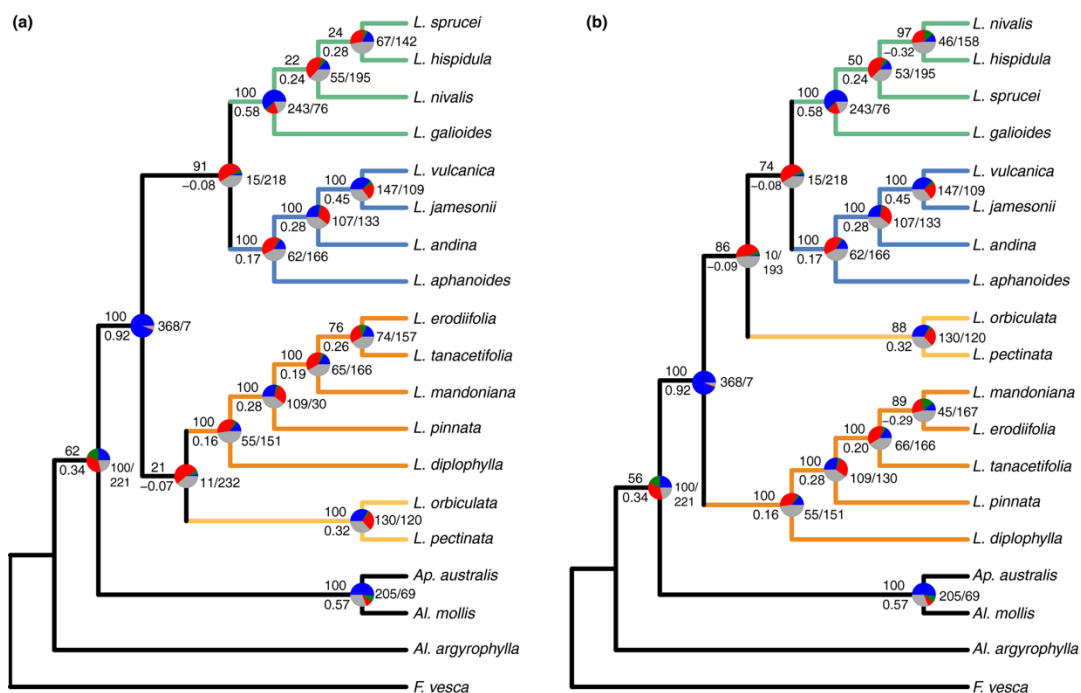 (a)
L. sprucei
24
0.28
67/142
L. hispidula
22
0.24
55/195
L. nivalis
100
0.58
243/76
L. galioides
91
−0.08
15/218
L. vulcanica
100
0.45
147/109
L. jamesonii
100
0.28
107/133
L. andina
100
0.17
62/166
L. aphanoides
100
0.92
368/7
L. erodiifolia
76
0.26
74/157
L. tanacetifolia
100
0.19
65/166
L. mandoniana
100
0.28
109/30
L. pinnata
100
0.16
55/151
L. diplophylla
62
0.34
100/
221
21
−0.07
11/232
L. orbiculata
100
0.32
130/120
L. pectinata
Ap. australis
100
0.57
205/69
Al. mollis
Al. argyrophylla
F. vesca
(b)
L. nivalis
97
−0.32
46/158
L. hispidula
50
0.24
53/195
L. sprucei
100
0.58
243/76
L. galioides
74
−0.08
15/218
L. vulcanica
100
0.45
147/109
L. jamesonii
100
0.28
107/133
L. andina
100
0.17
62/166
L. aphanoides
86
−0.09
10/
193
L. orbiculata
88
0.32
130/120
L. pectinata
100
0.92
368/7
L. mandoniana
89
−0.29
45/167
L. erodiifolia
100
0.20
66/166
L. tanacetifolia
100
0.28
109/130
L. pinnata
100
0.16
55/151
L. diplophylla
56
0.34
100/
221
Ap. australis
100
0.57
205/69
Al. mollis
Al. argyrophylla
F. vesca